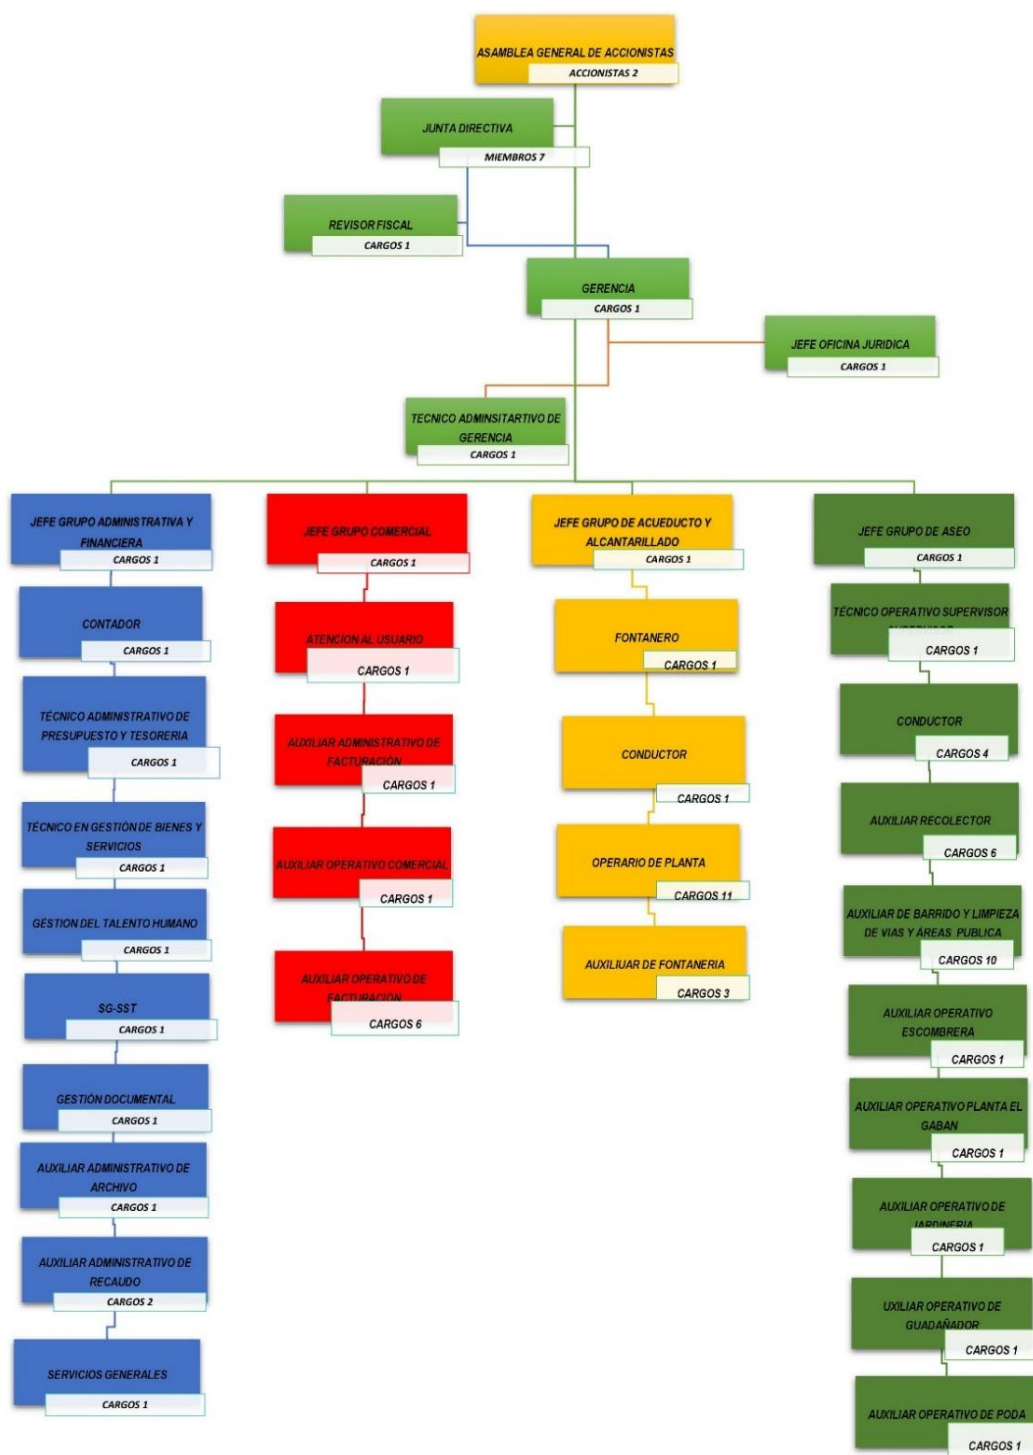 ASAMBLEA GENERAL DE ACCIONISTAS
ACCIONISTAS 2
JUNTA DIRECTIVA
MIEMBROS 7
REVISOR FISCAL
CARGOS 1
GERENCIA
CARGOS 1
JEFE OFICINA JURIDICA
CARGOS 1
TECNICO ADMINSITARTIVO DE
GERENCIA
CARGOS 1
JEFE GRUPO ADMINISTRATIVA Y
FINANCIERA
CARGOS 1
CONTADOR
CARGOS 1
TÉCNICO ADMINISTRATIVO DE
PRESUPUESTO Y TESORERIA
CARGOS 1
TÉCNICO EN GESTIÓN DE BIENES Y
SERVICIOS
CARGOS 1
GÉSTION DEL TALENTO HUMANO
CARGOS 1
SG-SST
CARGOS 1
GESTIÓN DOCUMENTAL
CARGOS 1
AUXILIAR ADMINISTRATIVO DE
ARCHIVO
CARGOS 1
AUXILIAR ADMINISTRATIVO DE
RECAUDO
CARGOS 2
SERVICIOS GENERALES
CARGOS 1
JEFE GRUPO COMERCIAL
CARGOS 1
ATENCION AL USUARIO
CARGOS 1
AUXILIAR ADMINISTRATIVO DE
FACTURACIÓN
CARGOS 1
AUXILIAR OPERATIVO COMERCIAL
CARGOS 1
AUXILIAR OPERATIVO DE
FACTURACIÓN
CARGOS 6
JEFE GRUPO DE ACUEDUCTO Y
ALCANTARILLADO
CARGOS 1
FONTANERO
CARGOS 1
CONDUCTOR
CARGOS 1
OPERARIO DE PLANTA
CARGOS 11
AUXILIUAR DE FONTANERIA
CARGOS 3
JEFE GRUPO DE ASEO
CARGOS 1
TÉCNICO OPERATIVO SUPERVISOR
SUPERVISOR
CARGOS 1
CONDUCTOR
CARGOS 4
AUXILIAR RECOLECTOR
CARGOS 6
AUXILIAR DE BARRIDO Y LIMPIEZA
DE VIAS Y ÁREAS PUBLICA
CARGOS 10
AUXILIAR OPERATIVO
ESCOMBRERA
CARGOS 1
AUXILIAR OPERATIVO PLANTA EL
GABAN
CARGOS 1
AUXILIAR OPERATIVO DE
JARDINERIA
CARGOS 1
UXILIAR OPERATIVO DE
GUADAÑADOR
CARGOS 1
AUXILIAR OPERATIVO DE PODA
CARGOS 1